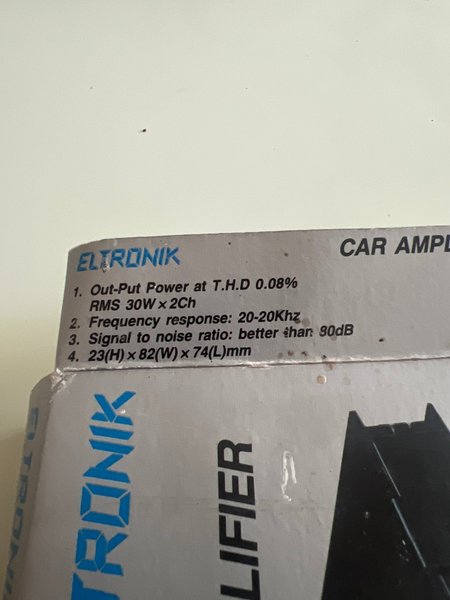 ELTRONIK
CAR AMPL
1. Out-Put Power at T.H.D 0.08%
RMS 30W × 2Ch
2. Frequency response: 20-20Khz
3. Signal to noise ratio: better than 80dB
4. 23(H) × 82(W) × 74(L)mm
ELTRONIK
TRONIK
LIFIER